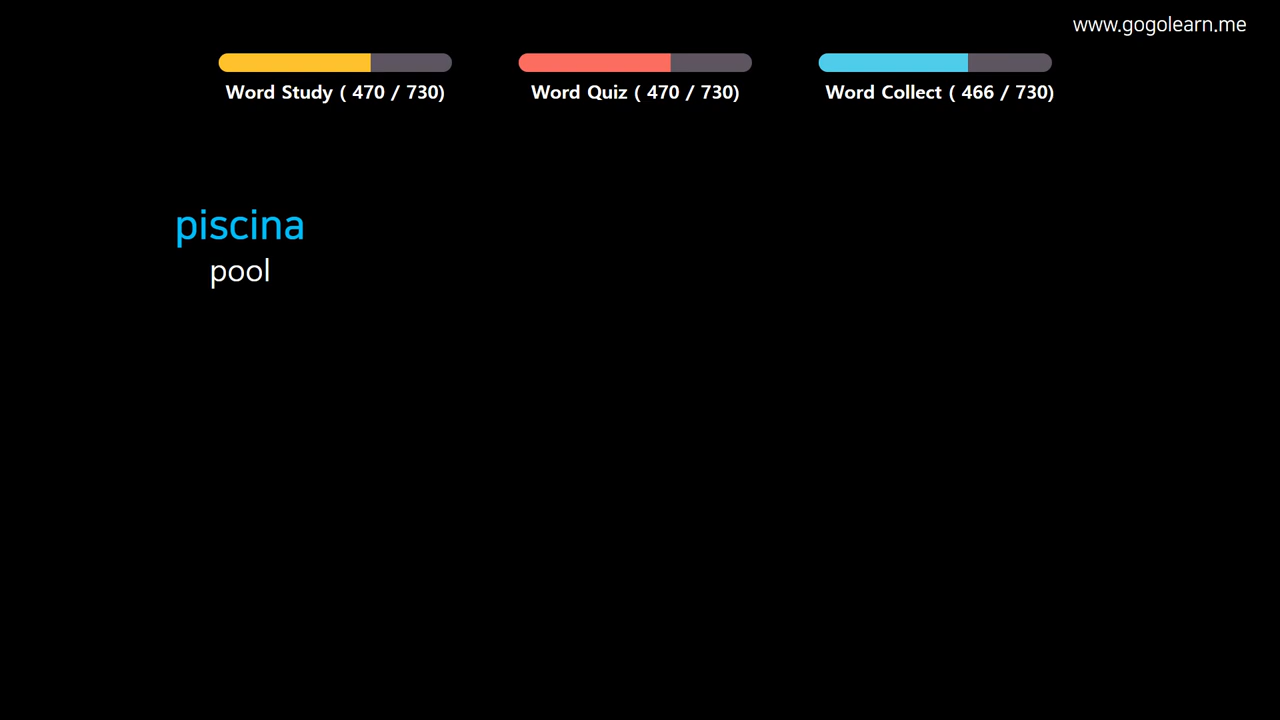 www.gogolearn.me
Word Study ( 470 / 730)
Word Quiz ( 470 / 730)
Word Collect ( 466 / 730)
piscina
pool